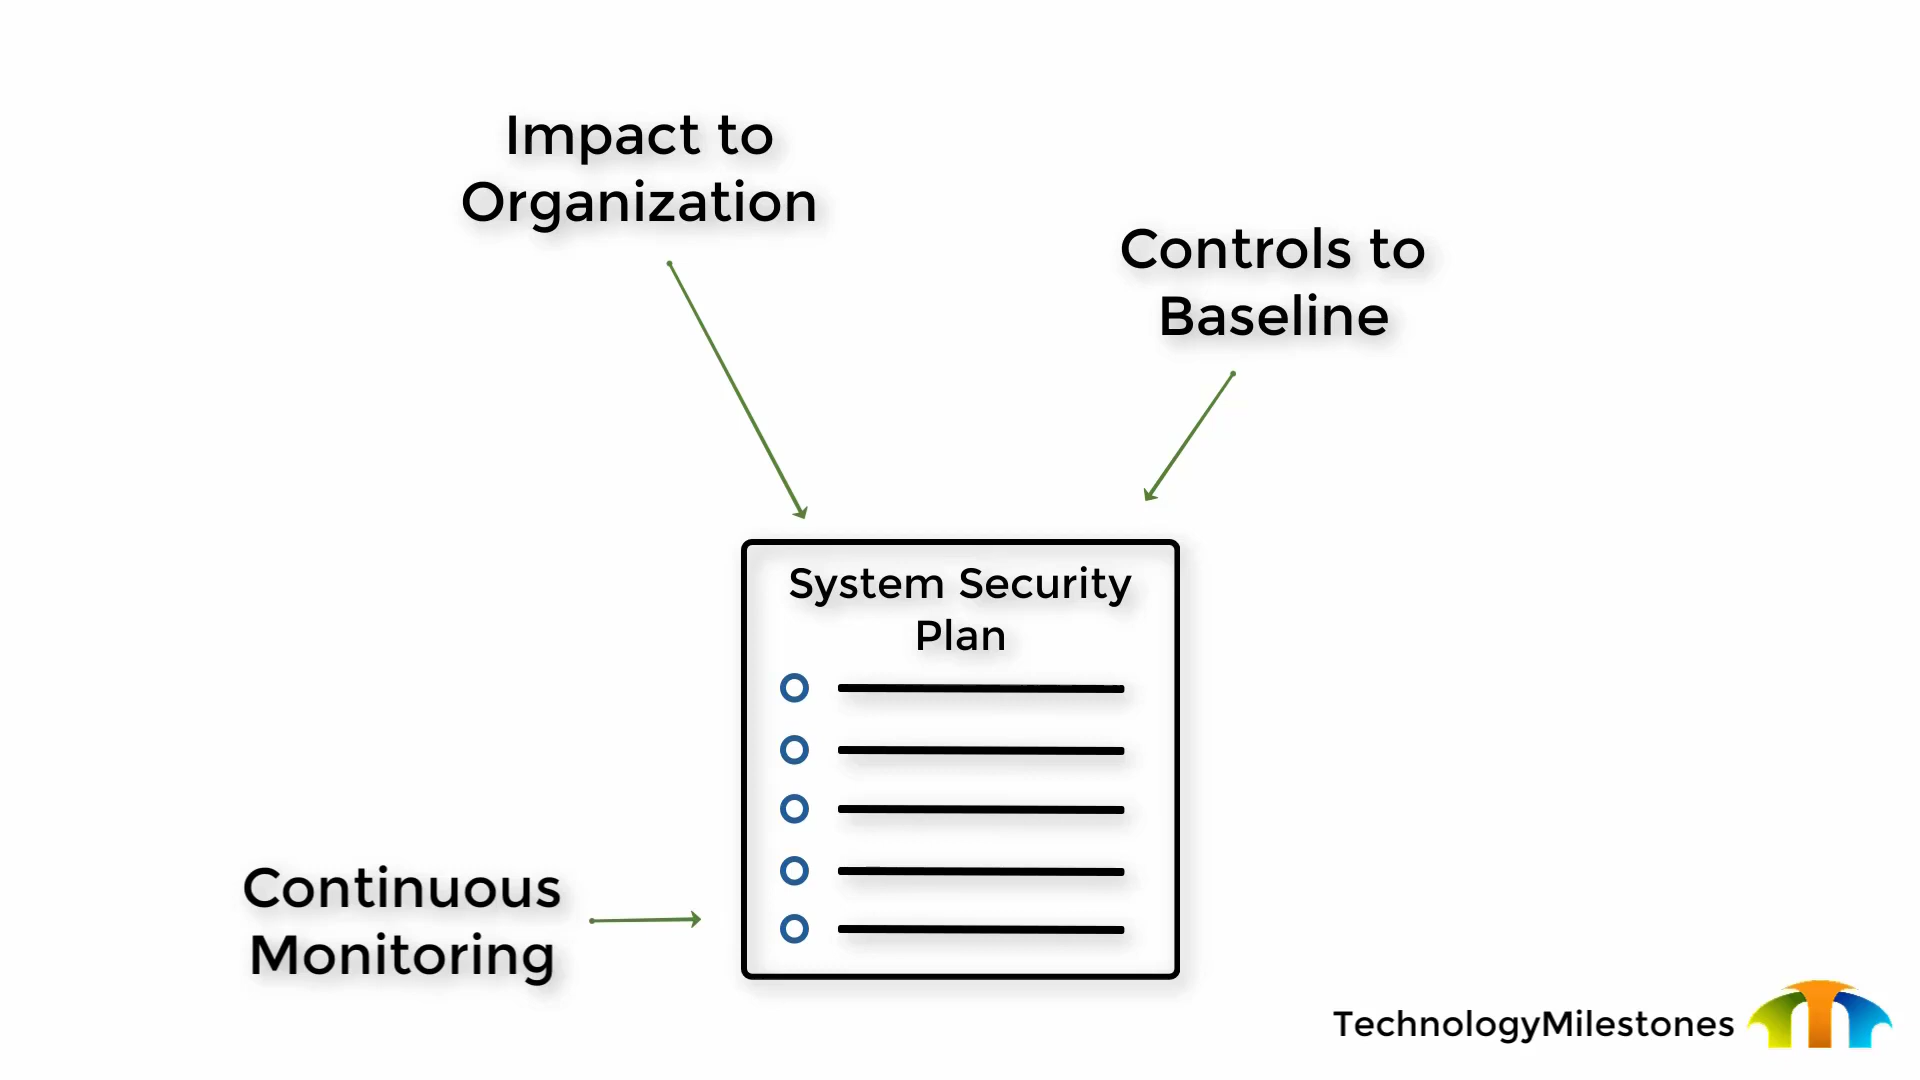 Impact to
Organization
Controls to
Baseline
System Security
Plan
Continuous
Monitoring
TechnologyMilestones